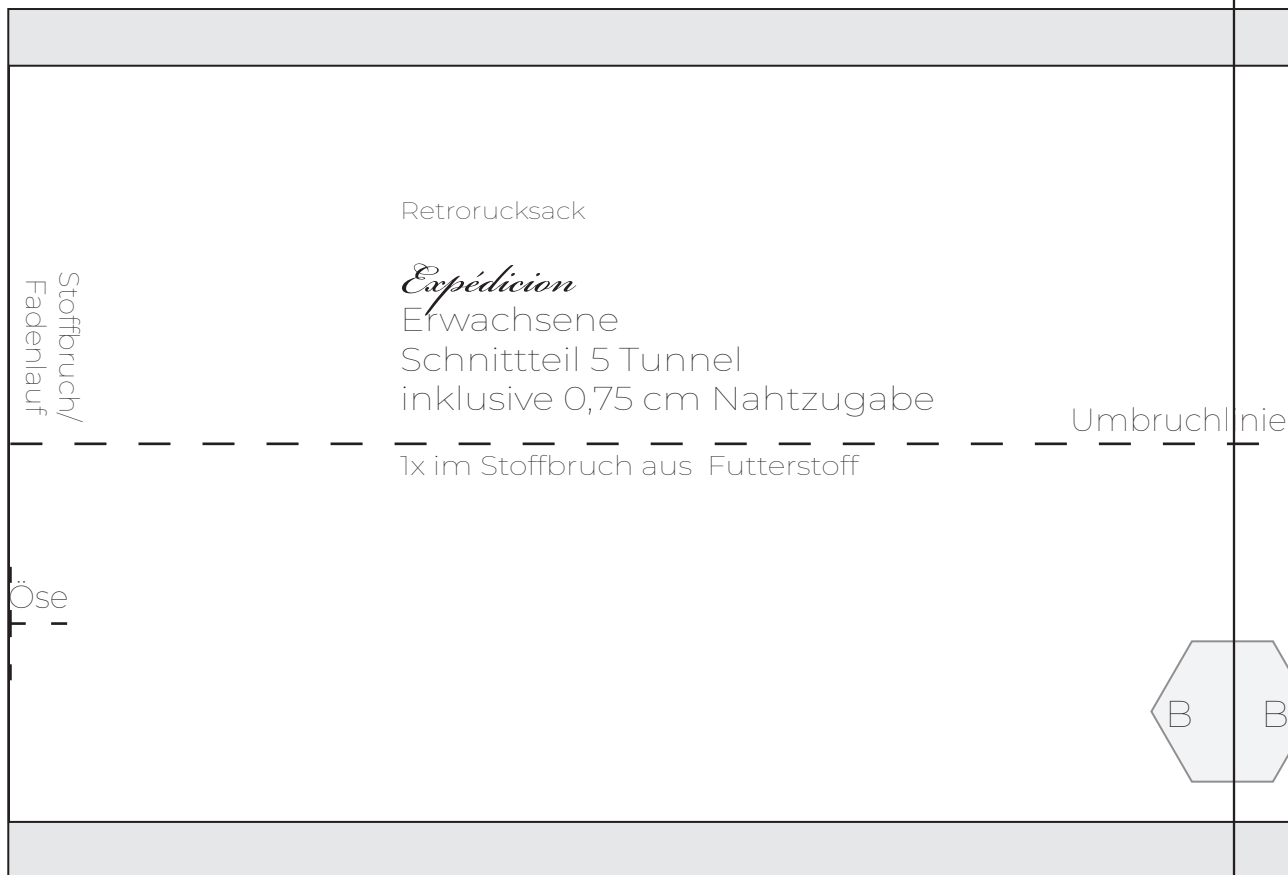 Retrorucksack
Expédicion
Erwachsene
Schnittteil 5 Tunnel
inklusive 0,75 cm Nahtzugabe
Stoffbruch/
Fadenlauf
Umbruchlinie
1x im Stoffbruch aus Futterstoff
Öse
B B